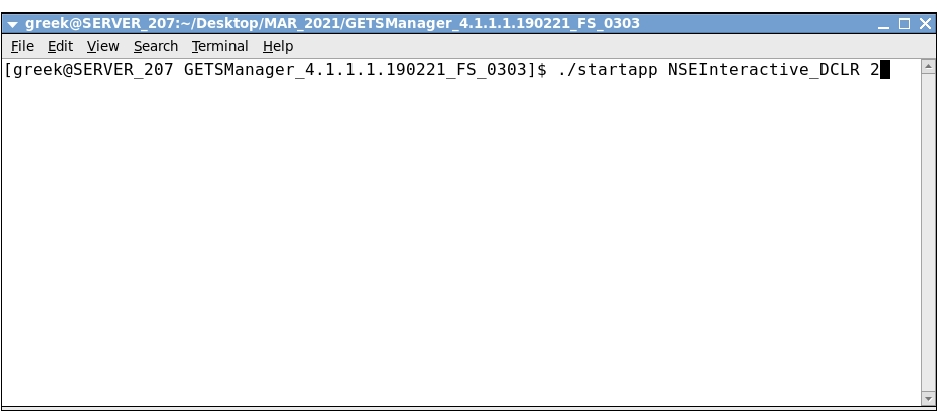 greek@SERVER_207:~/Desktop/MAR_2021/GETSManager_4.1.1.1.190221_FS_0303
File Edit View Search Terminal Help
[greek@SERVER_207 GETSManager_4.1.1.1.190221_FS_0303]$ ./startapp NSEInteractive_DCLR 2